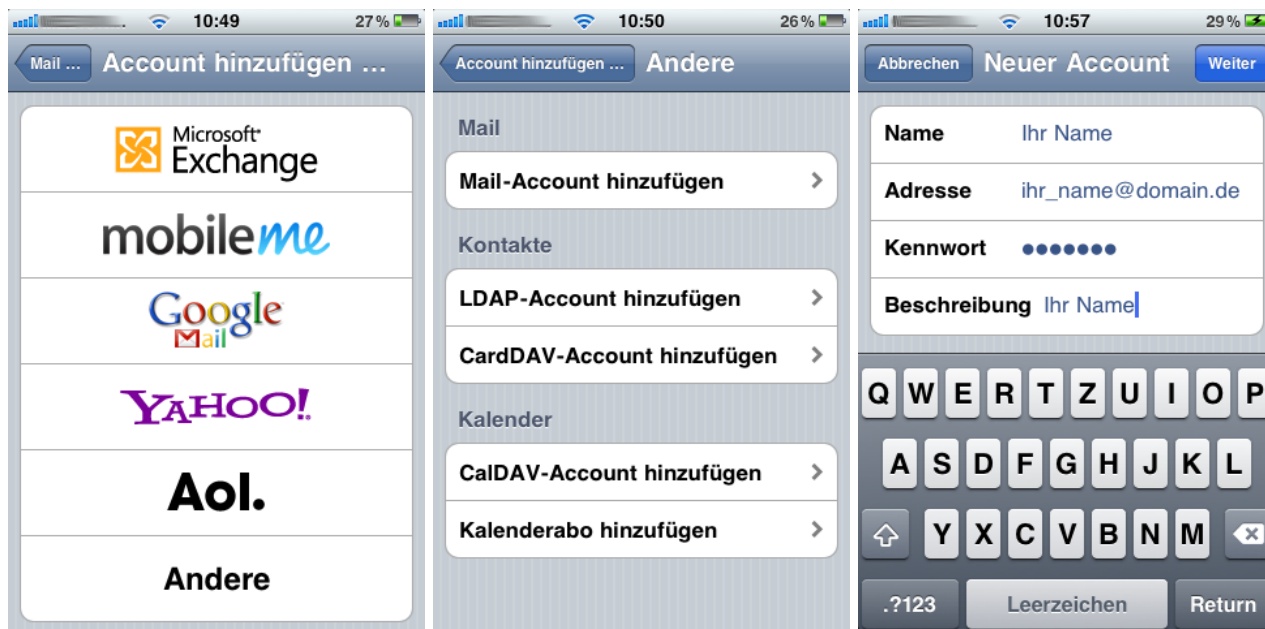 10:49
27 %
Mail ...
Account hinzufügen ...
Microsoft®
Exchange
mobileme
Google
Mail
YAHOO!
Aol.
Andere
10:50
26 %
Account hinzufügen ...
Andere
Mail
Mail-Account hinzufügen
Kontakte
LDAP-Account hinzufügen
CardDAV-Account hinzufügen
Kalender
CalDAV-Account hinzufügen
Kalenderabo hinzufügen
10:57
29 %
Abbrechen
Neuer Account
Weiter
Name Ihr Name
Adresse ihr_name@domain.de
Kennwort ●●●●●●●
Beschreibung Ihr Name
Q W E R T Z U I O P
A S D F G H J K L
Y X C V B N M
.?123 Leerzeichen Return